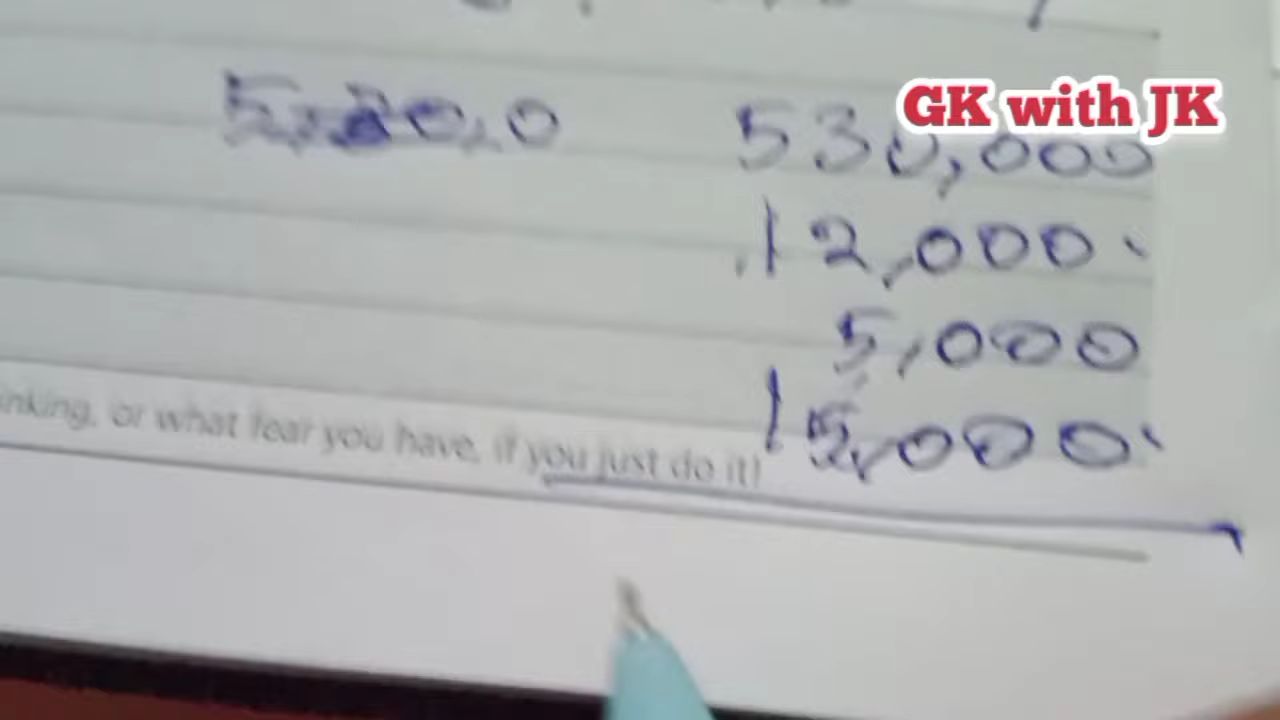 GK with JK
530,000
12,000
5,000
15,000
nking, or what fear you have, if you just do it!